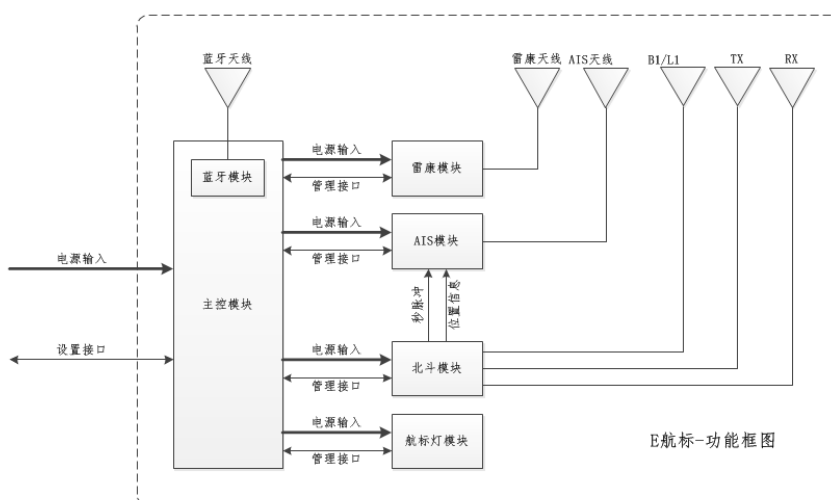 蓝牙天线
雷康天线
AIS天线
B1/L1
TX
RX
电源输入
管理接口
雷康模块
蓝牙模块
电源输入
管理接口
AIS模块
电源输入
主控模块
秒脉冲
位置信息
设置接口
电源输入
管理接口
北斗模块
电源输入
管理接口
航标灯模块
E航标-功能框图